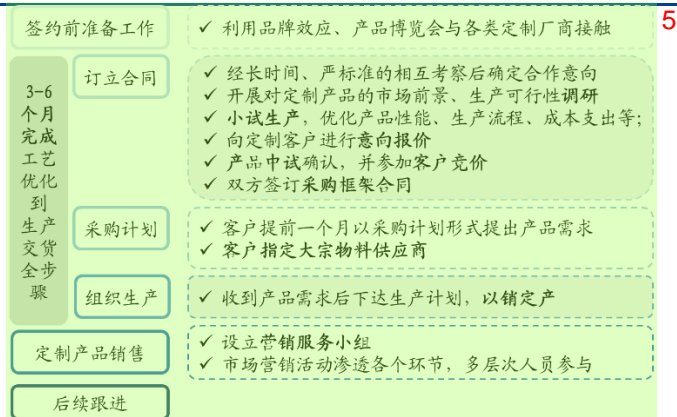 签约前准备工作
✓ 利用品牌效应、产品博览会与各类定制厂商接触
5
3-6
个月
完成
工艺
优化
到
生产
交货
全步
骤
订立合同
✓ 经长时间、严标准的相互考察后确定合作意向
✓ 开展对定制产品的市场前景、生产可行性调研
✓ 小试生产，优化产品性能、生产流程、成本支出等；
✓ 向定制客户进行意向报价
✓ 产品中试确认，并参加客户竞价
✓ 双方签订采购框架合同
采购计划
✓ 客户提前一个月以采购计划形式提出产品需求
✓ 客户指定大宗物料供应商
组织生产
✓ 收到产品需求后下达生产计划，以销定产
定制产品销售
✓ 设立营销服务小组
✓ 市场营销活动渗透各个环节，多层次人员参与
后续跟进